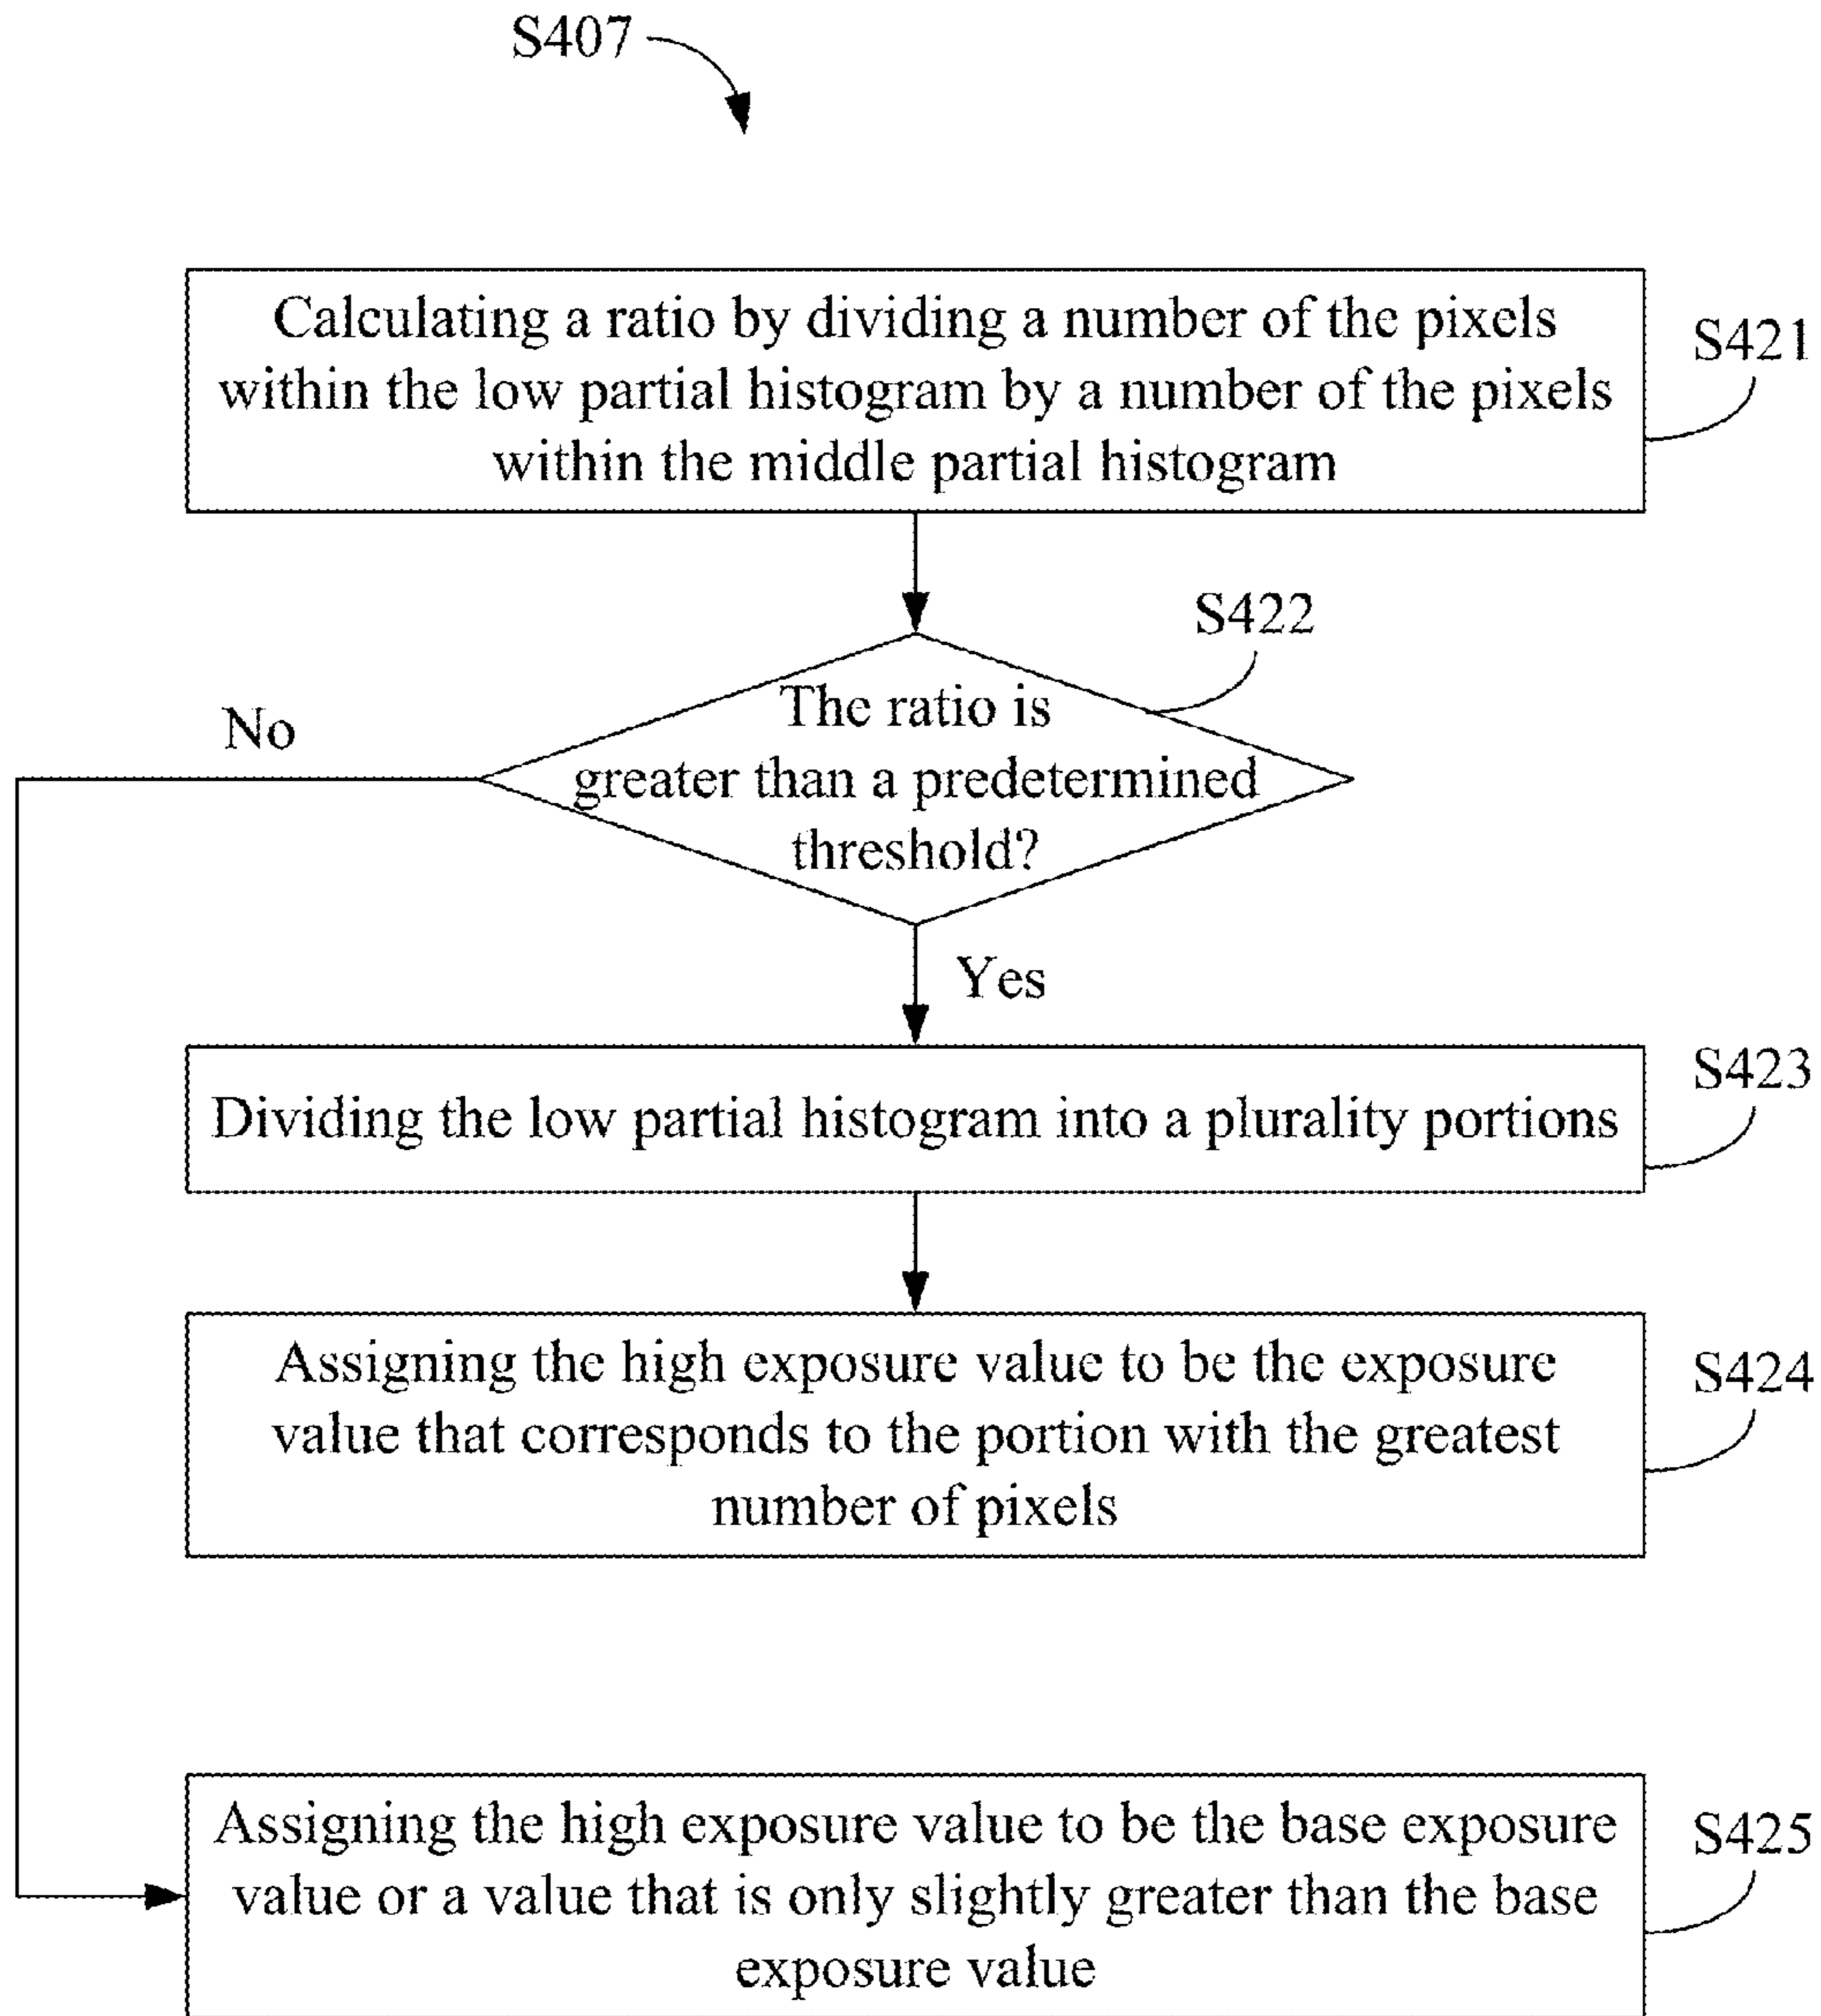 S407
Calculating a ratio by dividing a number of the pixels
within the low partial histogram by a number of the pixels
within the middle partial histogram
S421
S422
The ratio is
greater than a predetermined
threshold?
No
Yes
Dividing the low partial histogram into a plurality portions
S423
Assigning the high exposure value to be the exposure
value that corresponds to the portion with the greatest
number of pixels
S424
Assigning the high exposure value to be the base exposure
value or a value that is only slightly greater than the base
exposure value
S425